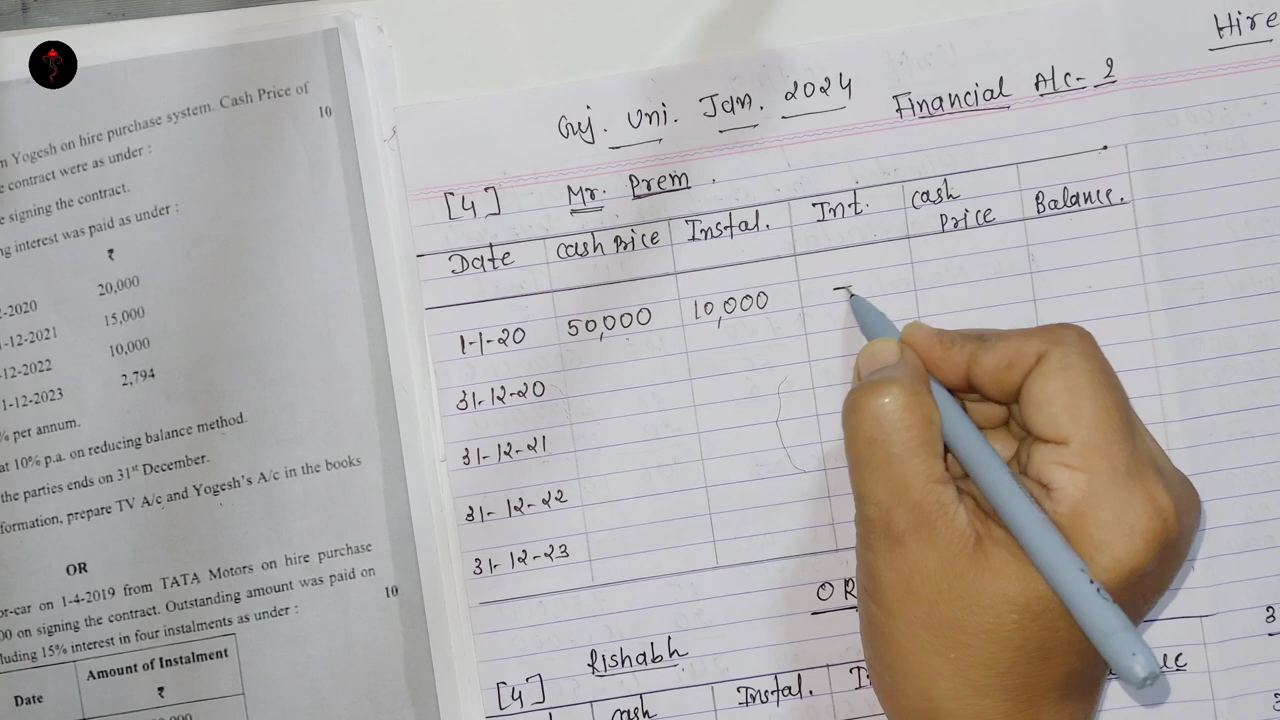 n Yogesh on hire purchase system. Cash Price of
10
e contract were as under :
e signing the contract.
g interest was paid as under :
₹
-2020 20,000
1-12-2021 15,000
-12-2022 10,000
1-12-2023 2,794
% per annum.
at 10% p.a. on reducing balance method.
the parties ends on 31st December.
formation, prepare TV A/c and Yogesh's A/c in the books
OR
or-car on 1-4-2019 from TATA Motors on hire purchase
10
00 on signing the contract. Outstanding amount was paid on
luding 15% interest in four instalments as under :
Date Amount of Instalment
₹
Hire
Guj. Uni. Jan. 2024 Financial A/c- 2
[4] Mr. Prem.
Date Cash Price Instal. Int. Cash Price Balance.
1-1-20 50,000 10,000
31-12-20
31-12-21
31-12-22
31-12-23
OR
[4] Rishabh
Cash Instal.